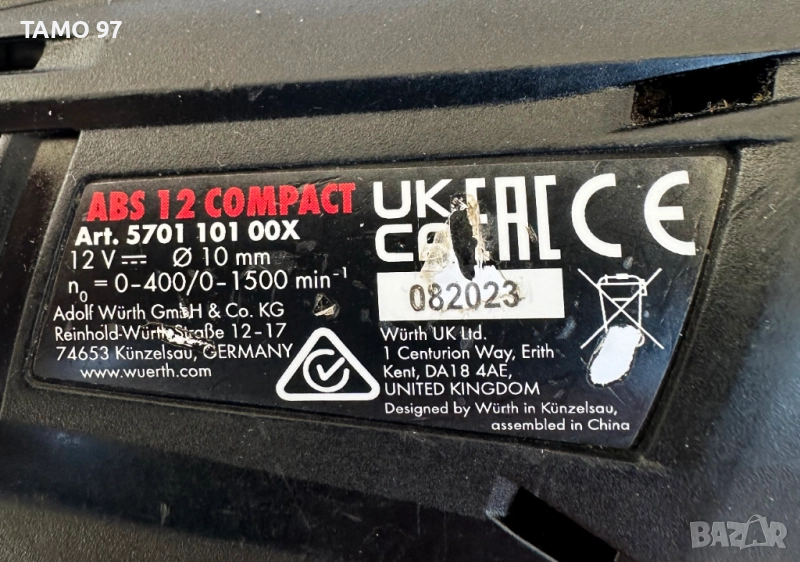 TAMO 97
ABS 12 COMPACT
Art. 5701 101 00X
12 V⎓ Ø 10 mm
n₀ = 0-400/0-1500 min⁻¹
Adolf Würth GmbH & Co. KG
Reinhold-Würth-Straße 12-17
74653 Künzelsau, GERMANY
www.wuerth.com
UK
CA
EAC
CE
082023
Würth UK Ltd.
1 Centurion Way, Erith
Kent, DA18 4AE,
UNITED KINGDOM
Designed by Würth in Künzelsau,
assembled in China
BAZAR